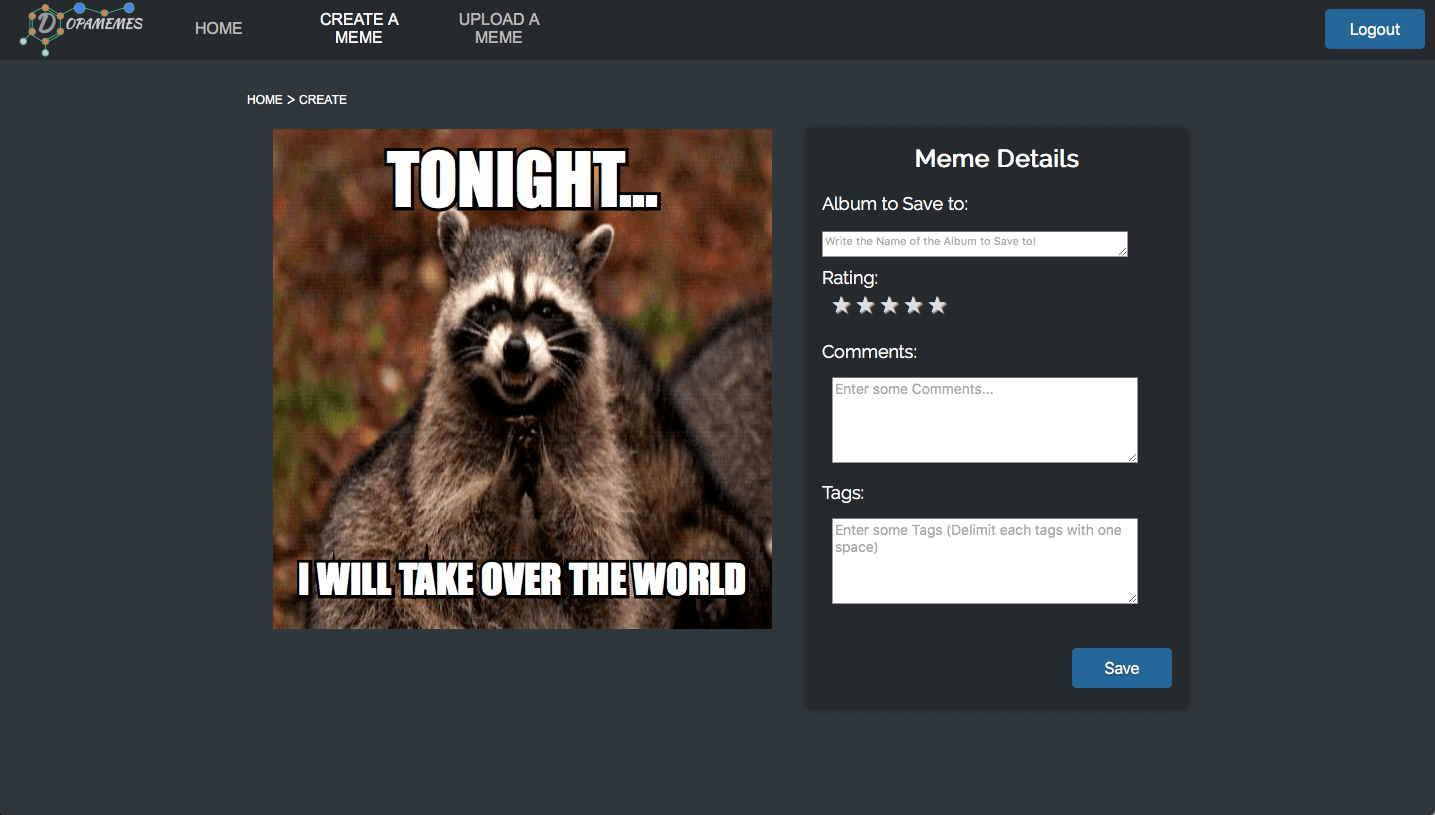 DOPAMEMES
HOME
CREATE A
MEME
UPLOAD A
MEME
Logout
HOME > CREATE
TONIGHT...
I WILL TAKE OVER THE WORLD
Meme Details
Album to Save to:
Write the Name of the Album to Save to!
Rating:
Comments:
Enter some Comments...
Tags:
Enter some Tags (Delimit each tags with one
space)
Save